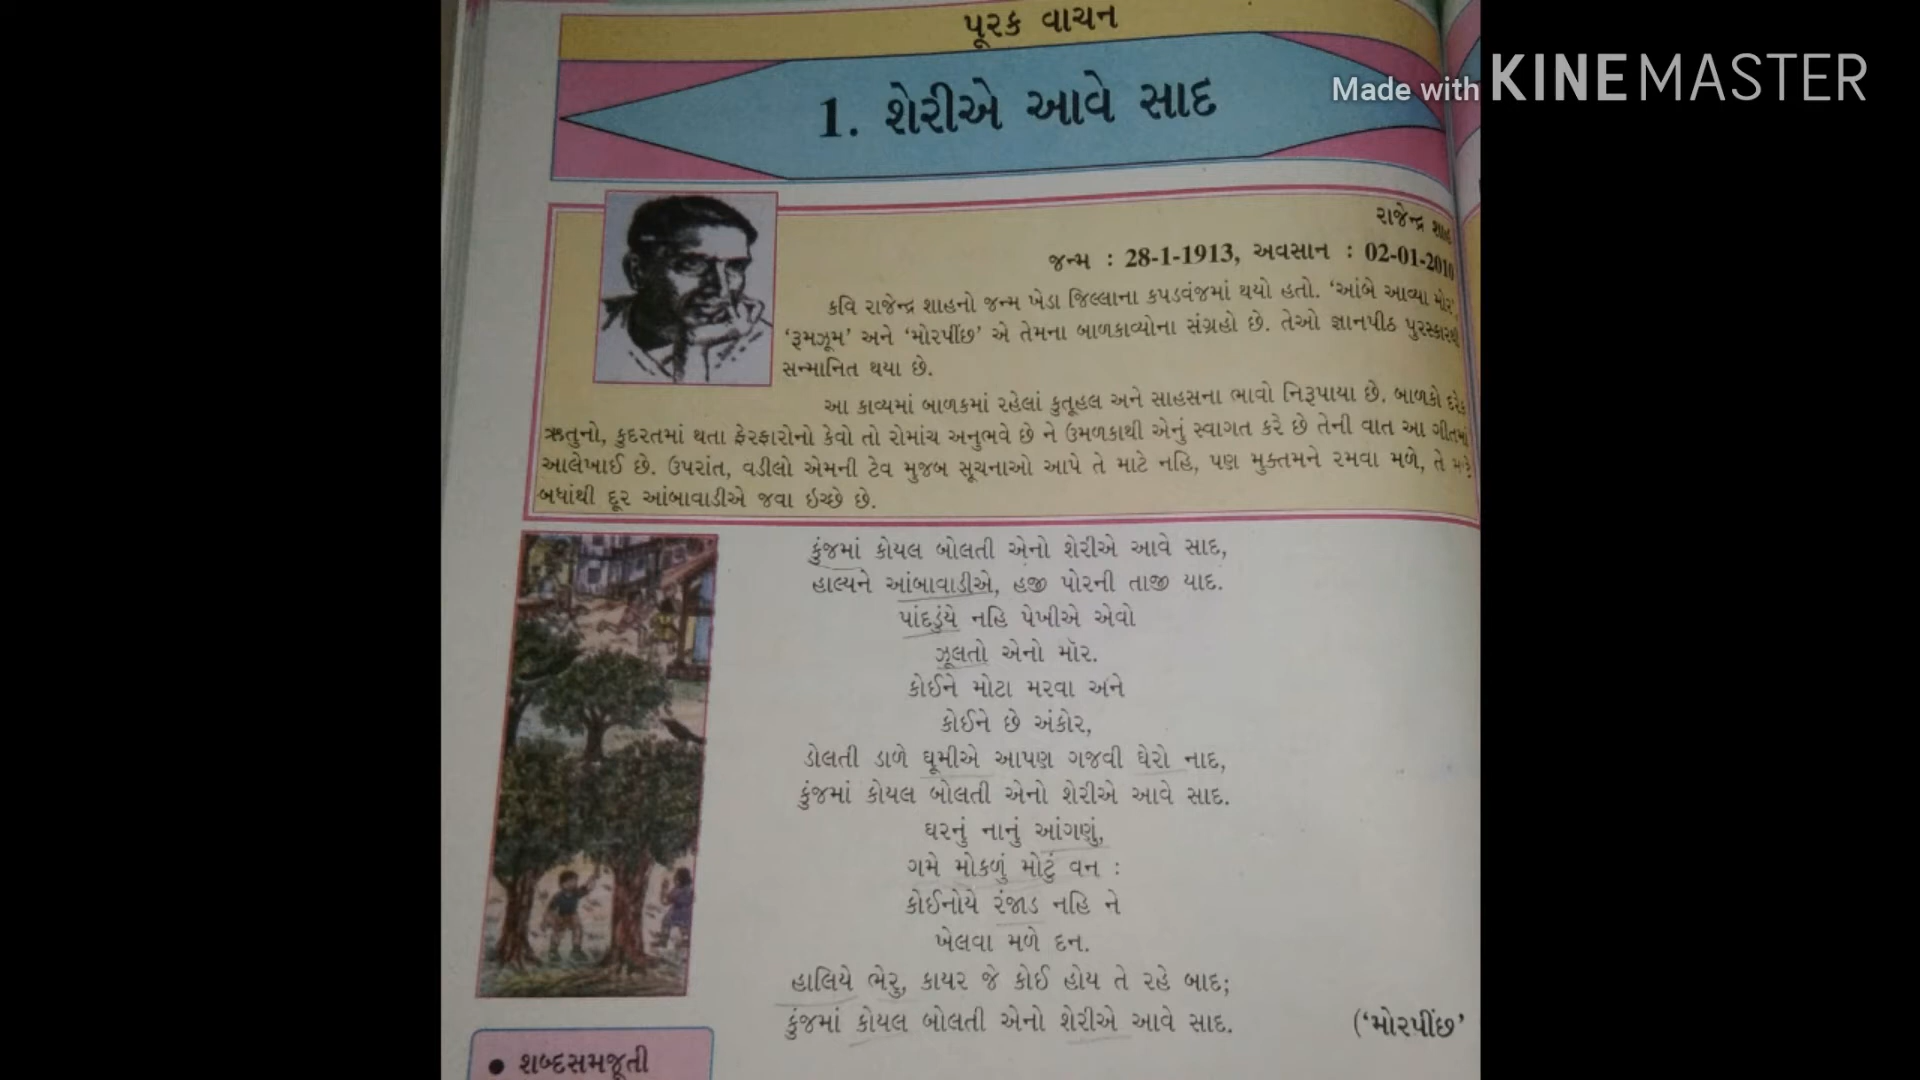 પૂરક વાચન
Made with KINEMASTER
1. શેરીએ આવે સાદ
રાજેન્દ્ર શાહ
જન્મ : 28-1-1913, અવસાન : 02-01-2010
કવિ રાજેન્દ્ર શાહનો જન્મ ખેડા જિલ્લાના કપડવંજમાં થયો હતો. ‘આંબે આવ્યા મોર’,
‘રૂમઝૂમ’ અને ‘મોરપીંછ’ એ તેમના બાળકાવ્યોના સંગ્રહો છે. તેઓ જ્ઞાનપીઠ પુરસ્કારથી
સન્માનિત થયા છે.
આ કાવ્યમાં બાળકમાં રહેલાં કુતૂહલ અને સાહસના ભાવો નિરૂપાયા છે. બાળકો દરેક
ઋતુનો, કુદરતમાં થતા ફેરફારોનો કેવો તો રોમાંચ અનુભવે છે ને ઉમળકાથી એનું સ્વાગત કરે છે તેની વાત આ ગીતમાં
આલેખાઈ છે. ઉપરાંત, વડીલો એમની ટેવ મુજબ સૂચનાઓ આપે તે માટે નહિ, પણ મુક્તમને રમવા મળે, તે માટે
બધાંથી દૂર આંબાવાડીએ જવા ઇચ્છે છે.
કુંજમાં કોયલ બોલતી એનો શેરીએ આવે સાદ,
હાલ્યને આંબાવાડીએ, હજી પોરની તાજી યાદ.
પાંદડુંયે નહિ પેખીએ એવો
ઝૂલતો એનો મૉર.
કોઈને મોટા મરવા અને
કોઈને છે અંકોર,
ડોલતી ડાળે ઘૂમીએ આપણ ગજવી ઘેરો નાદ,
કુંજમાં કોયલ બોલતી એનો શેરીએ આવે સાદ.
ઘરનું નાનું આંગણું,
ગમે મોકળું મોટું વન :
કોઈનોયે રંજાડ નહિ ને
ખેલવા મળે દન.
હાલિયે ભેરુ, કાયર જે કોઈ હોય તે રહે બાદ;
કુંજમાં કોયલ બોલતી એનો શેરીએ આવે સાદ.
(‘મોરપીંછ’
• શબ્દસમજૂતી